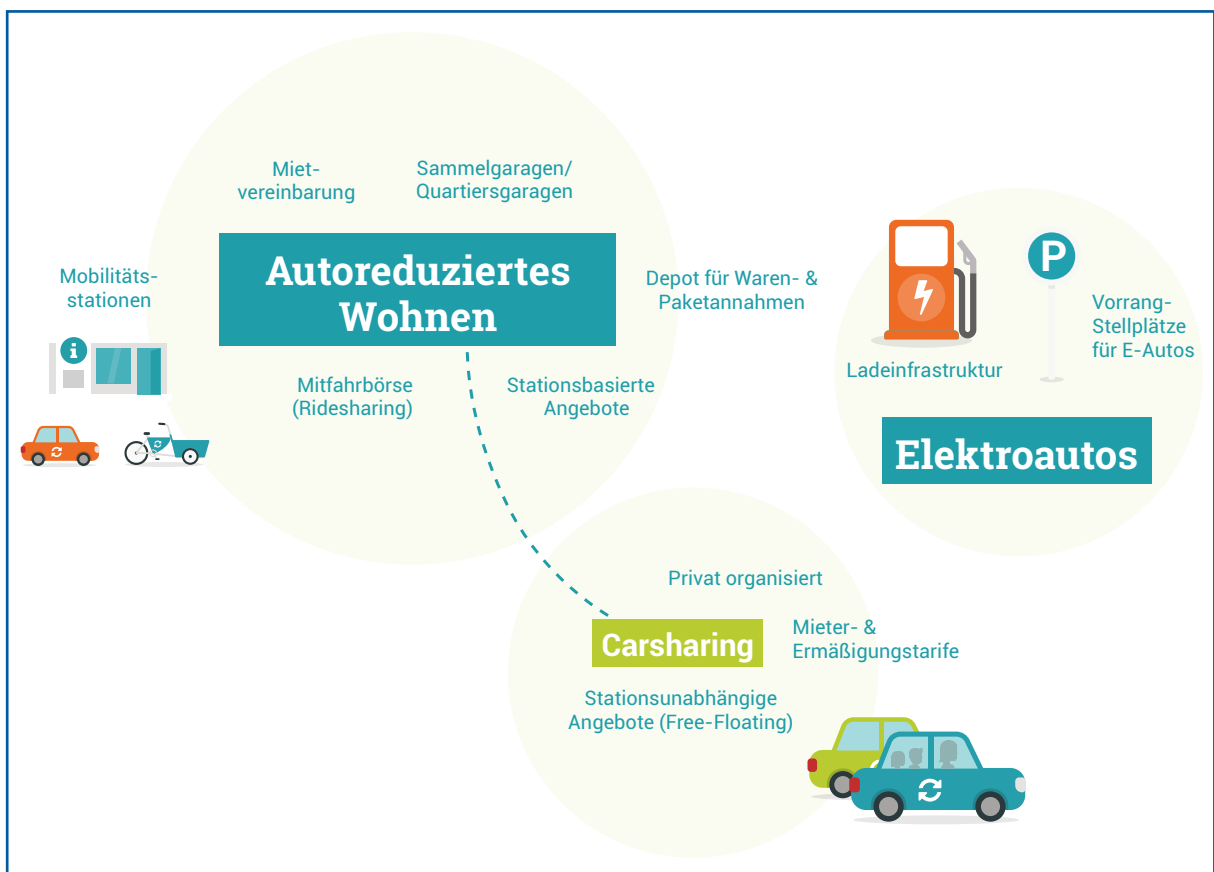 Miet-
vereinbarung
Sammelgaragen/
Quartiersgaragen
Autoreduziertes
Wohnen
Mobilitäts-
stationen
i
Depot für Waren- &
Paketannahmen
Mitfahrbörse
(Ridesharing)
Stationsbasierte
Angebote
P
Vorrang-
Stellplätze
für E-Autos
Ladeinfrastruktur
Elektroautos
Privat organisiert
Carsharing
Mieter- &
Ermäßigungstarife
Stationsunabhängige
Angebote (Free-Floating)